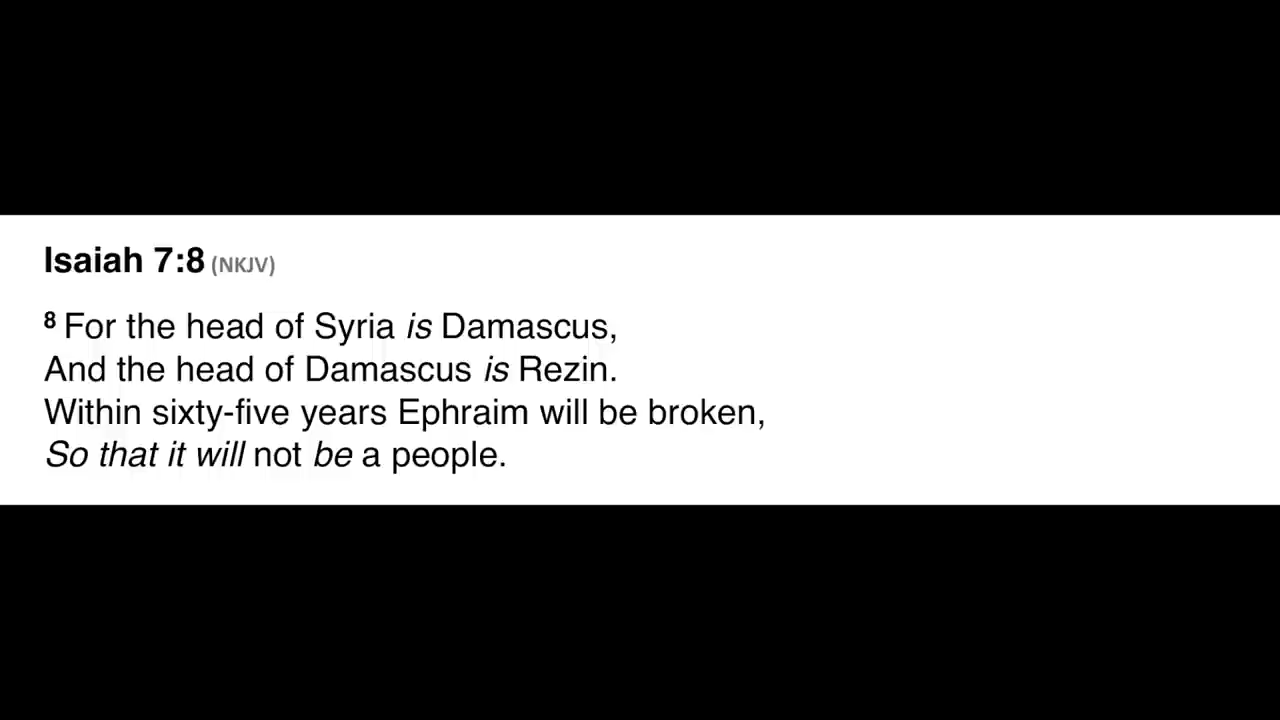 Isaiah 7:8 (NKJV)
8 For the head of Syria is Damascus,
And the head of Damascus is Rezin.
Within sixty-five years Ephraim will be broken,
So that it will not be a people.